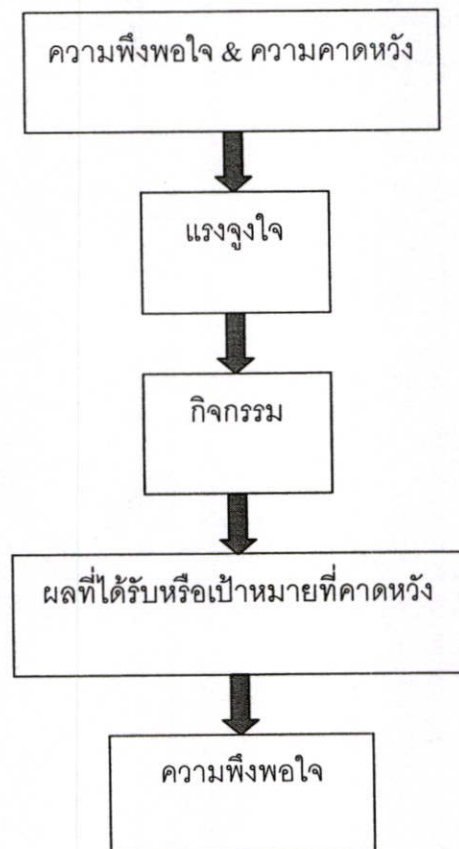 ความพึงพอใจ & ความคาดหวัง
แรงจูงใจ
กิจกรรม
ผลที่ได้รับหรือเป้าหมายที่คาดหวัง
ความพึงพอใจ